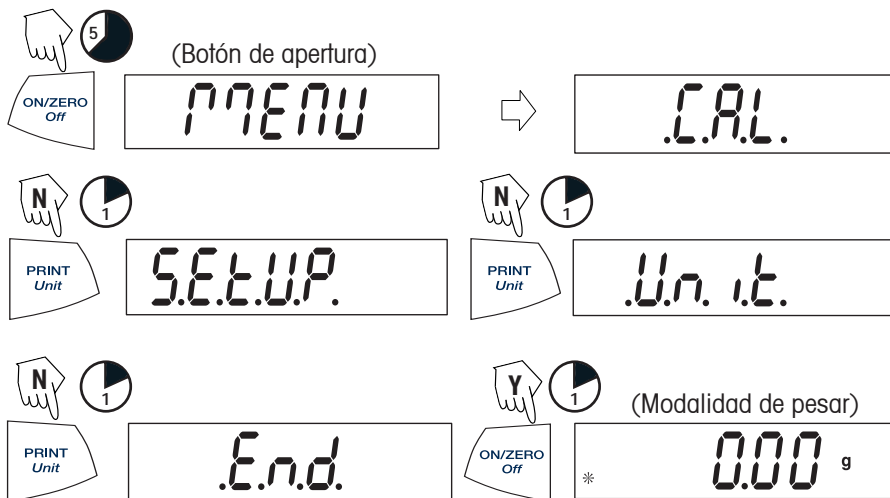 5
(Botón de apertura)
ON/ZERO
Off
MENU
.C.A.L.
N
1
PRINT
Unit
S.E.t.U.P.
N
1
PRINT
Unit
.U.n.i.t.
N
1
PRINT
Unit
.E.n.d.
Y
1
(Modalidad de pesar)
ON/ZERO
Off
* 0.00 g